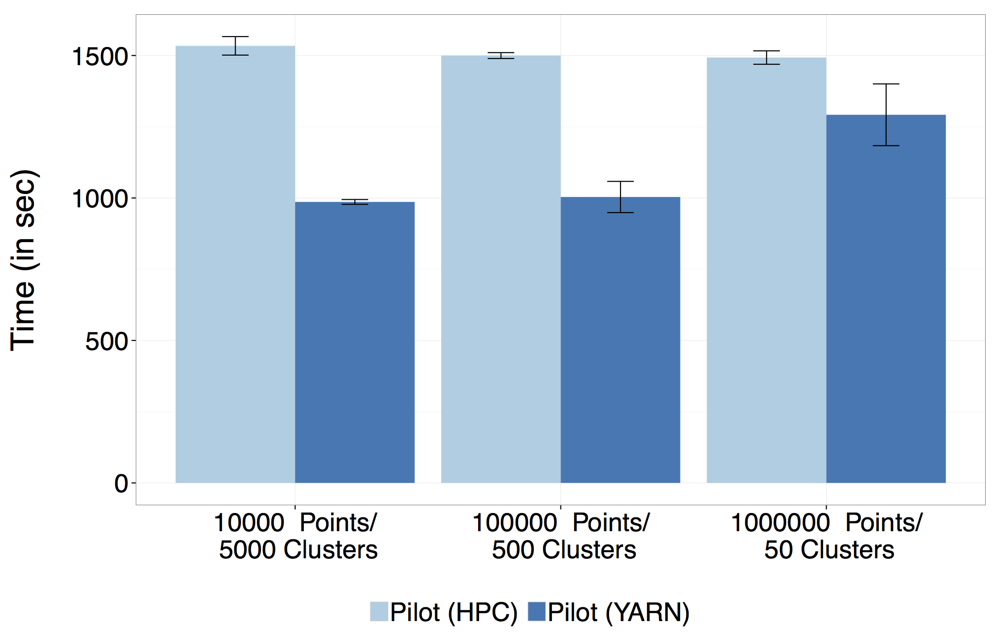 Time (in sec)
1500
1000
500
0
10000  Points/
5000 Clusters
100000  Points/
500 Clusters
1000000  Points/
50 Clusters
Pilot (HPC)
Pilot (YARN)